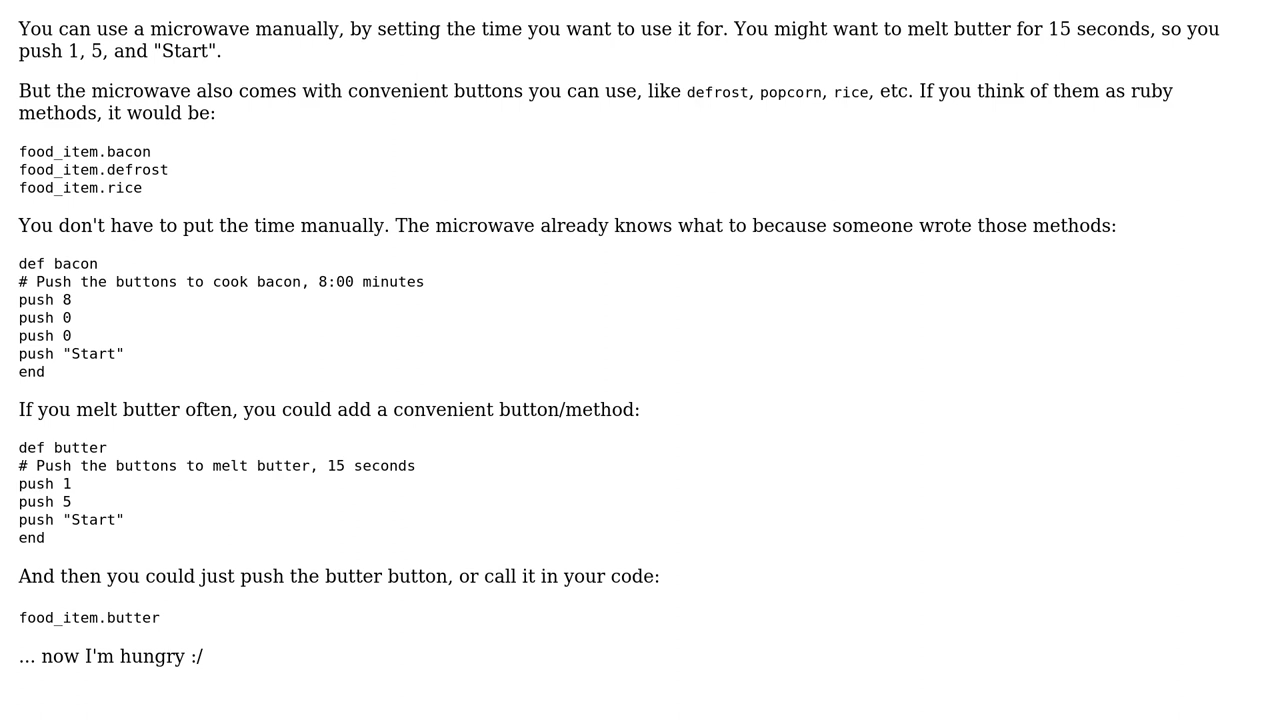 You can use a microwave manually, by setting the time you want to use it for. You might want to melt butter for 15 seconds, so you
push 1, 5, and "Start".
But the microwave also comes with convenient buttons you can use, like defrost, popcorn, rice, etc. If you think of them as ruby
methods, it would be:
food_item.bacon
food_item.defrost
food_item.rice
You don't have to put the time manually. The microwave already knows what to because someone wrote those methods:
def bacon
# Push the buttons to cook bacon, 8:00 minutes
push 8
push 0
push 0
push "Start"
end
If you melt butter often, you could add a convenient button/method:
def butter
# Push the buttons to melt butter, 15 seconds
push 1
push 5
push "Start"
end
And then you could just push the butter button, or call it in your code:
food_item.butter
... now I'm hungry :/